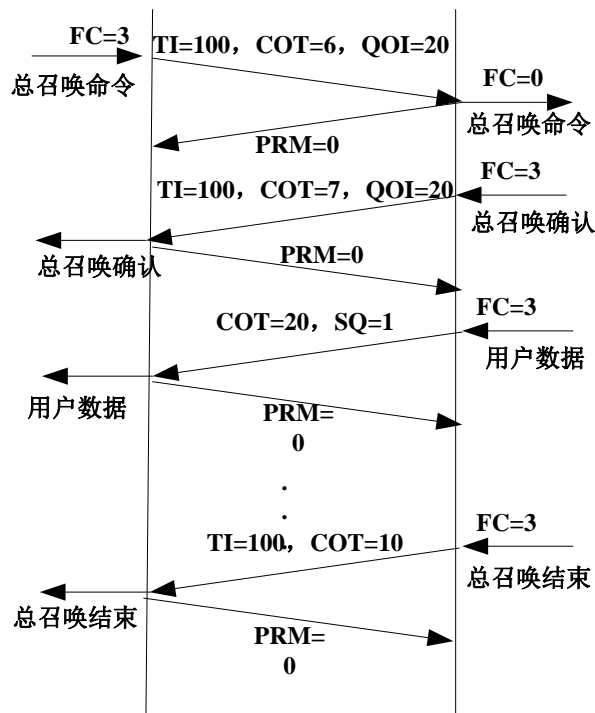 FC=3
TI=100，COT=6，QOI=20
总召唤命令
FC=0
总召唤命令
PRM=0
FC=3
TI=100，COT=7，QOI=20
总召唤确认
总召唤确认
PRM=0
FC=3
COT=20，SQ=1
用户数据
用户数据
PRM=
0
.
.
.
FC=3
TI=100，COT=10
总召唤结束
总召唤结束
PRM=
0